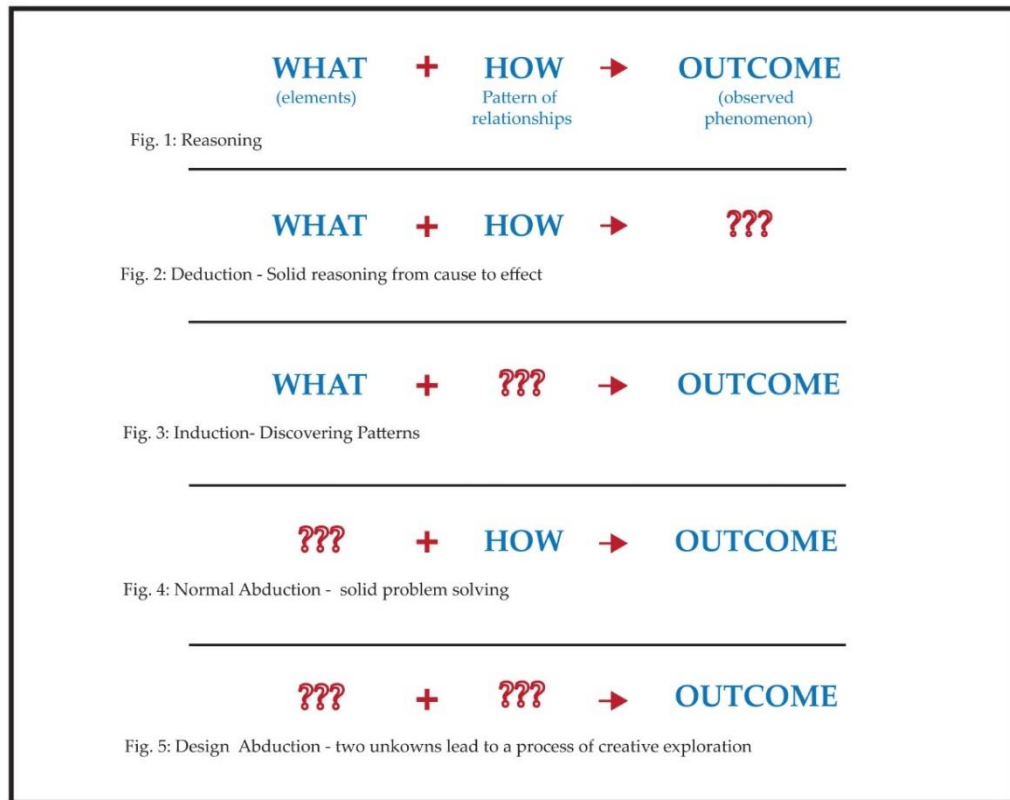 WHAT + HOW → OUTCOME
(elements) Pattern of (observed
relationships phenomenon)
Fig. 1: Reasoning
WHAT + HOW → ???
Fig. 2: Deduction - Solid reasoning from cause to effect
WHAT + ??? → OUTCOME
Fig. 3: Induction- Discovering Patterns
??? + HOW → OUTCOME
Fig. 4: Normal Abduction - solid problem solving
??? + ??? → OUTCOME
Fig. 5: Design Abduction - two unkowns lead to a process of creative exploration